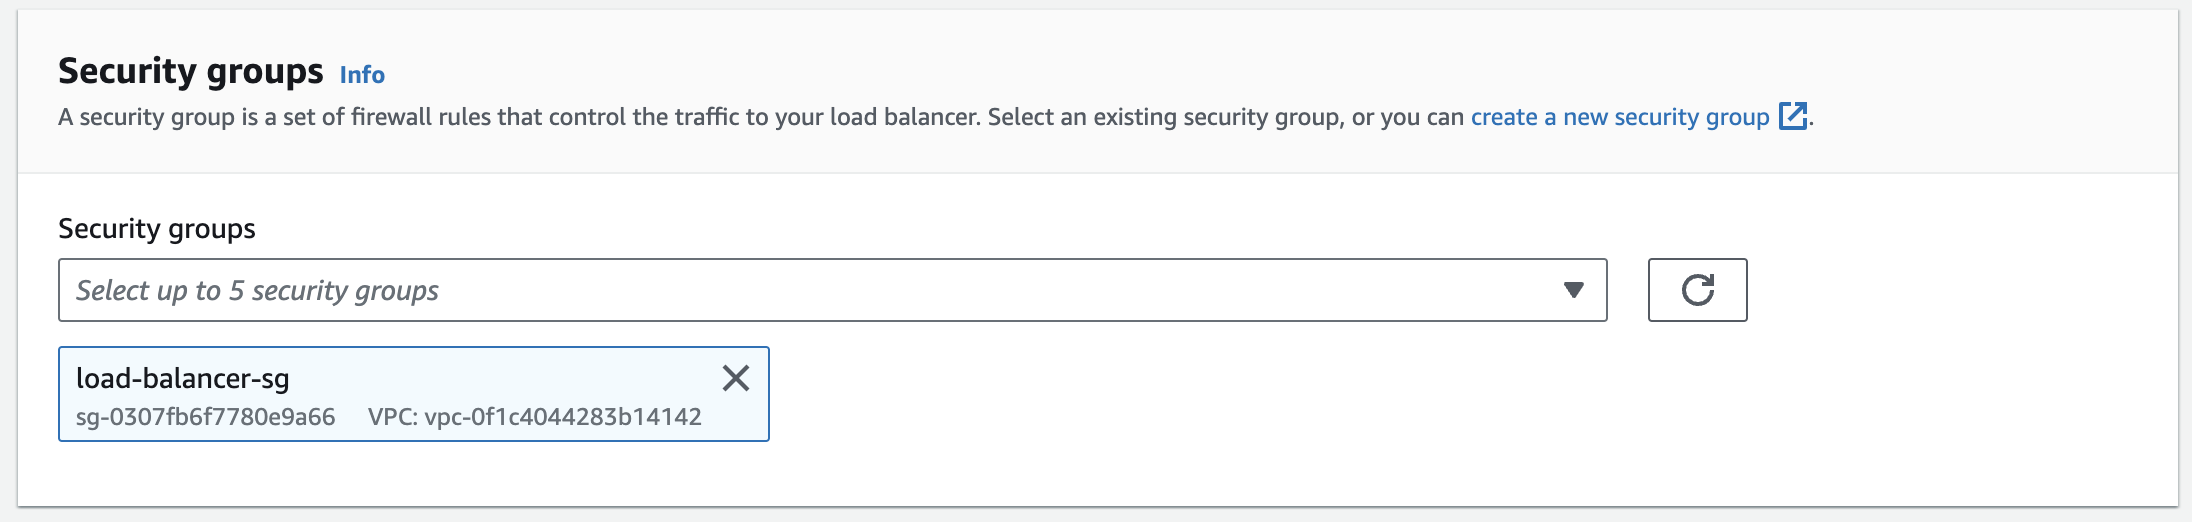 Security groups Info
A security group is a set of firewall rules that control the traffic to your load balancer. Select an existing security group, or you can create a new security group .
Security groups
Select up to 5 security groups
load-balancer-sg
sg-0307fb6f7780e9a66 VPC: vpc-0f1c4044283b14142